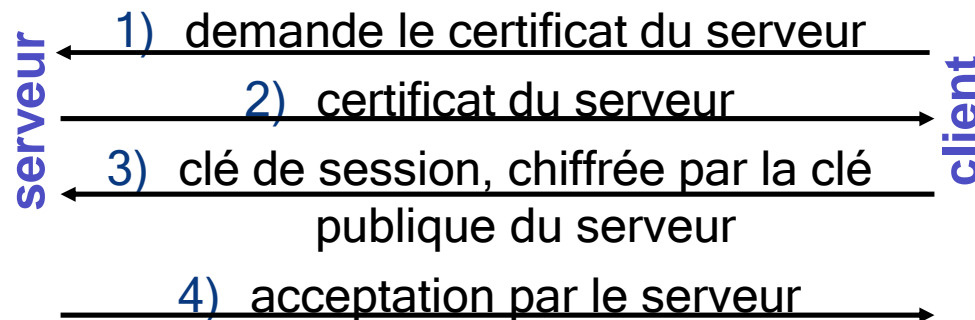 serveur
1) demande le certificat du serveur
2) certificat du serveur
3) clé de session, chiffrée par la clé
publique du serveur
4) acceptation par le serveur
client